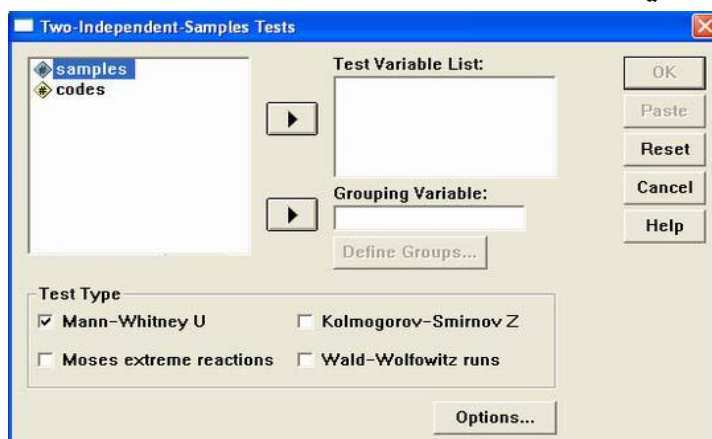 Two-Independent-Samples Tests
samples
codes
Test Variable List:
Grouping Variable:
Define Groups...
OK
Paste
Reset
Cancel
Help
Test Type
Mann-Whitney U
Kolmogorov-Smirnov Z
Moses extreme reactions
Wald-Wolfowitz runs
Options...